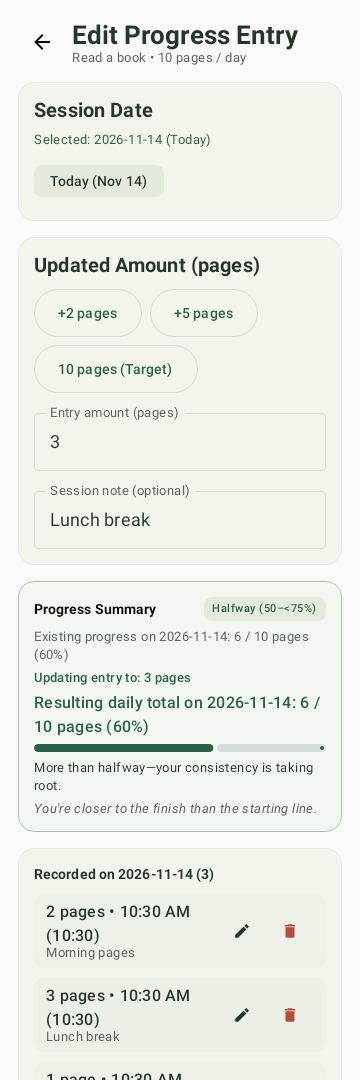 Edit Progress Entry
Read a book • 10 pages / day
Session Date
Selected: 2026-11-14 (Today)
Today (Nov 14)
Updated Amount (pages)
+2 pages
+5 pages
10 pages (Target)
Entry amount (pages)
3
Session note (optional)
Lunch break
Progress Summary
Halfway (50–<75%)
Existing progress on 2026-11-14: 6 / 10 pages
(60%)
Updating entry to: 3 pages
Resulting daily total on 2026-11-14: 6 /
10 pages (60%)
More than halfway—your consistency is taking
root.
You're closer to the finish than the starting line.
Recorded on 2026-11-14 (3)
2 pages • 10:30 AM
(10:30)
Morning pages
3 pages • 10:30 AM
(10:30)
Lunch break
1 page • 10:30 AM